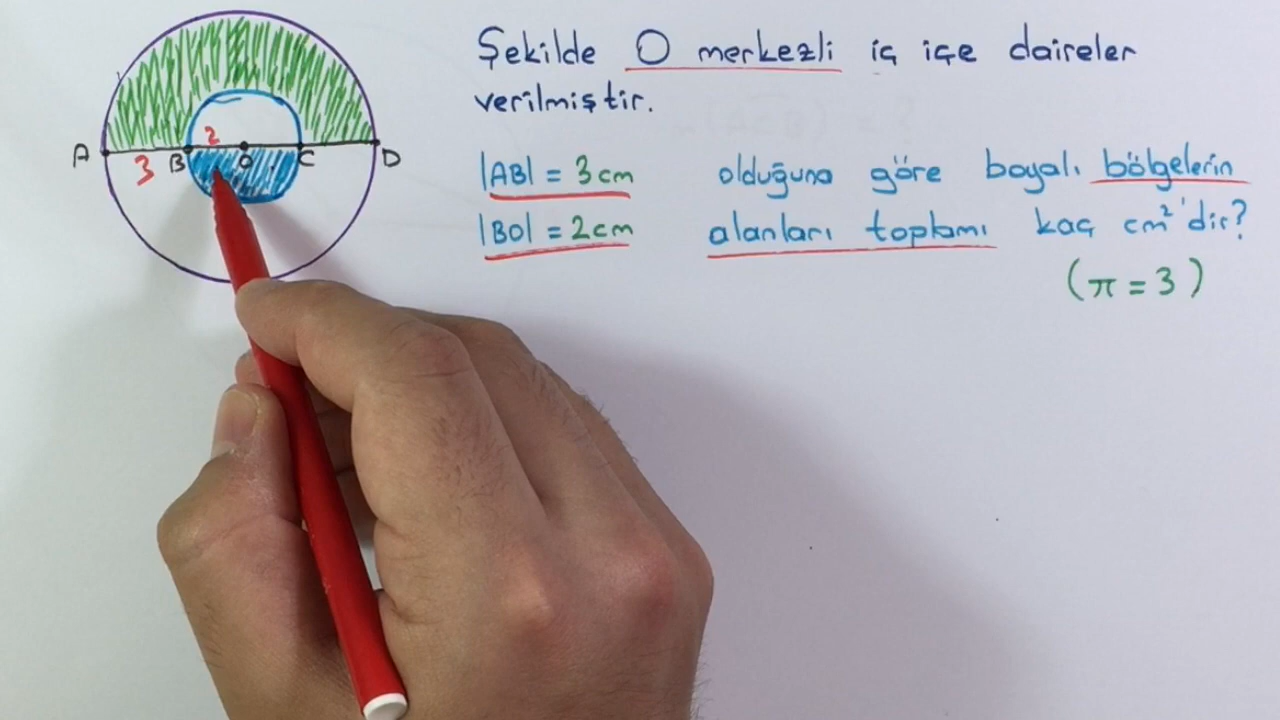 Şekilde O merkezli iç içe daireler
verilmiştir.
|AB| = 3cm olduğuna göre boyalı bölgelerin
|BO| = 2cm alanları toplamı kaç cm²'dir?
(π = 3)
2
A 3 B O C D